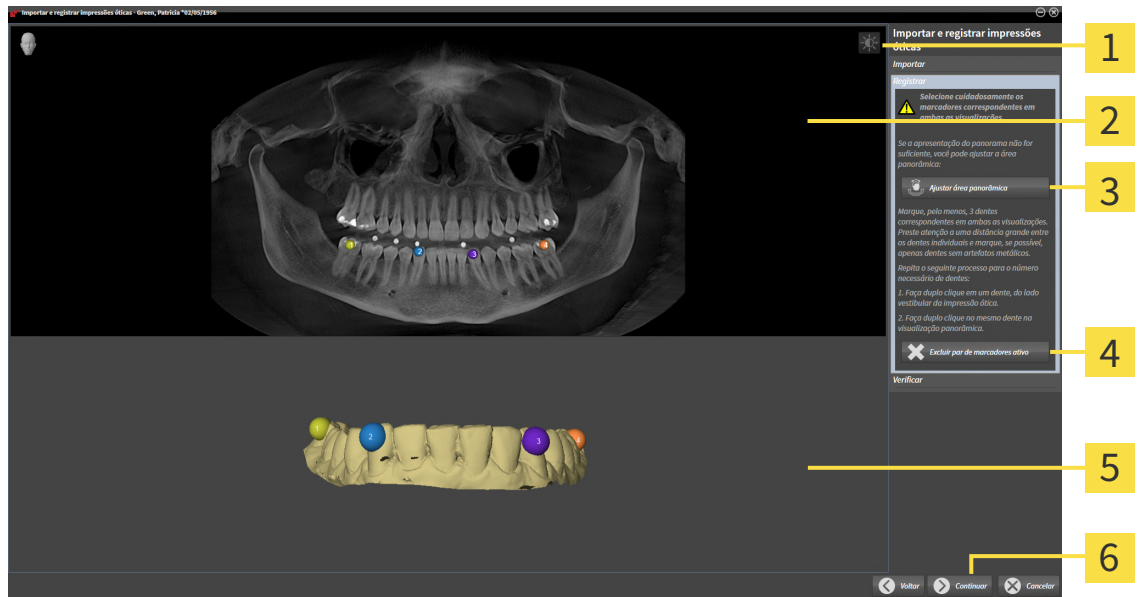 Importar e registrar impressões óticas - Green, Patricia *02/05/1956
Importar e registrar impressões
óticas
Importar
Registrar
Selecione cuidadosamente os
marcadores correspondentes em
ambas as visualizações.
Se a apresentação do panorama não for
suficiente, você pode ajustar a área
panorâmica:
Ajustar área panorâmica
Marque, pelo menos, 3 dentes
correspondentes em ambas as visualizações.
Preste atenção a uma distância grande entre
os dentes individuais e marque, se possível,
apenas dentes sem artefatos metálicos.
Repita o seguinte processo para o número
necessário de dentes:
1. Faça duplo clique em um dente, do lado
vestibular da impressão ótica.
2. Faça duplo clique no mesmo dente na
visualização panorâmica.
Excluir par de marcadores ativo
Verificar
1
2
3
4
1
2
3
4
Voltar
Continuar
Cancelar
1
2
3
4
5
6